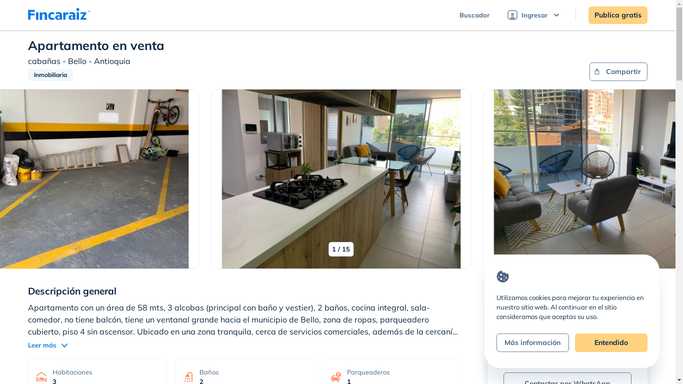 Fincaraiz
Buscador
Ingresar
Publica gratis
Apartamento en venta
cabañas - Bello - Antioquia
Inmobiliaria
Compartir
1 / 15
Descripción general
Apartamento con un área de 58 mts, 3 alcobas (principal con baño y vestier), 2 baños, cocina integral, sala-
comedor, no tiene balcón, tiene un ventanal grande hacia el municipio de Bello, zona de ropas, parqueadero
cubierto, piso 4 sin ascensor. Ubicado en una zona tranquila, cerca de servicios comerciales, además de la cercaní...
Leer más
Habitaciones
3
Baños
2
Parqueaderos
1
Utilizamos cookies para mejorar tu experiencia en
nuestro sitio web. Al continuar en el sitio
consideramos que aceptas su uso.
Más información
Entendido
Contactar por WhatsApp